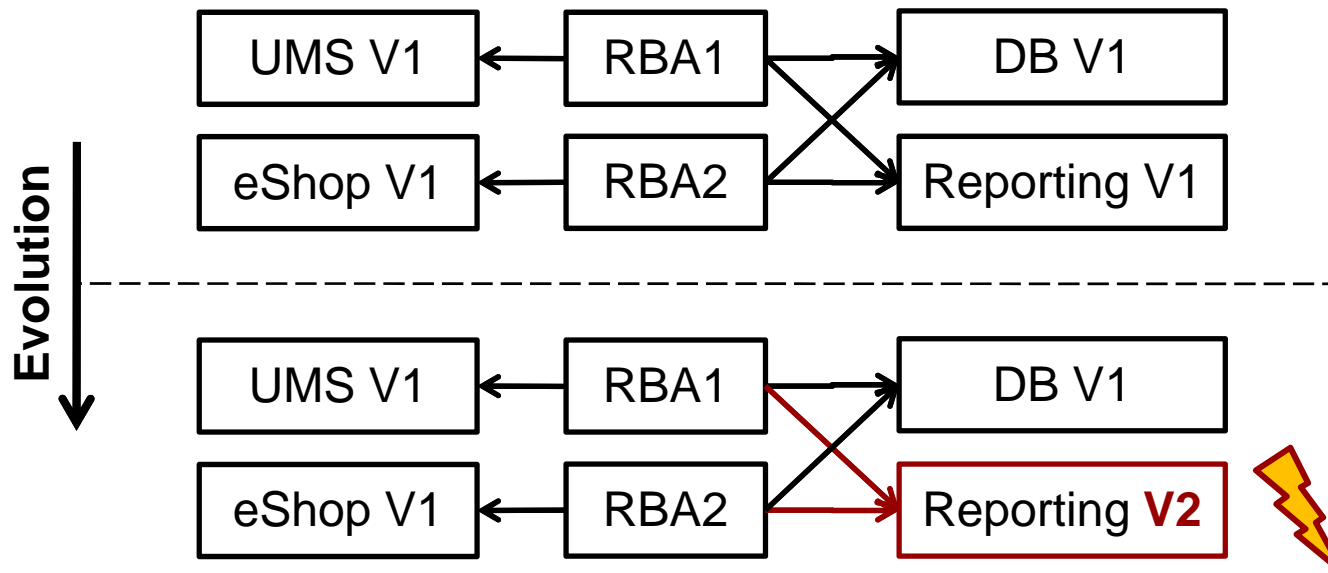 UMS V1
RBA1
DB V1
eShop V1
RBA2
Reporting V1
Evolution
UMS V1
RBA1
DB V1
eShop V1
RBA2
Reporting V2